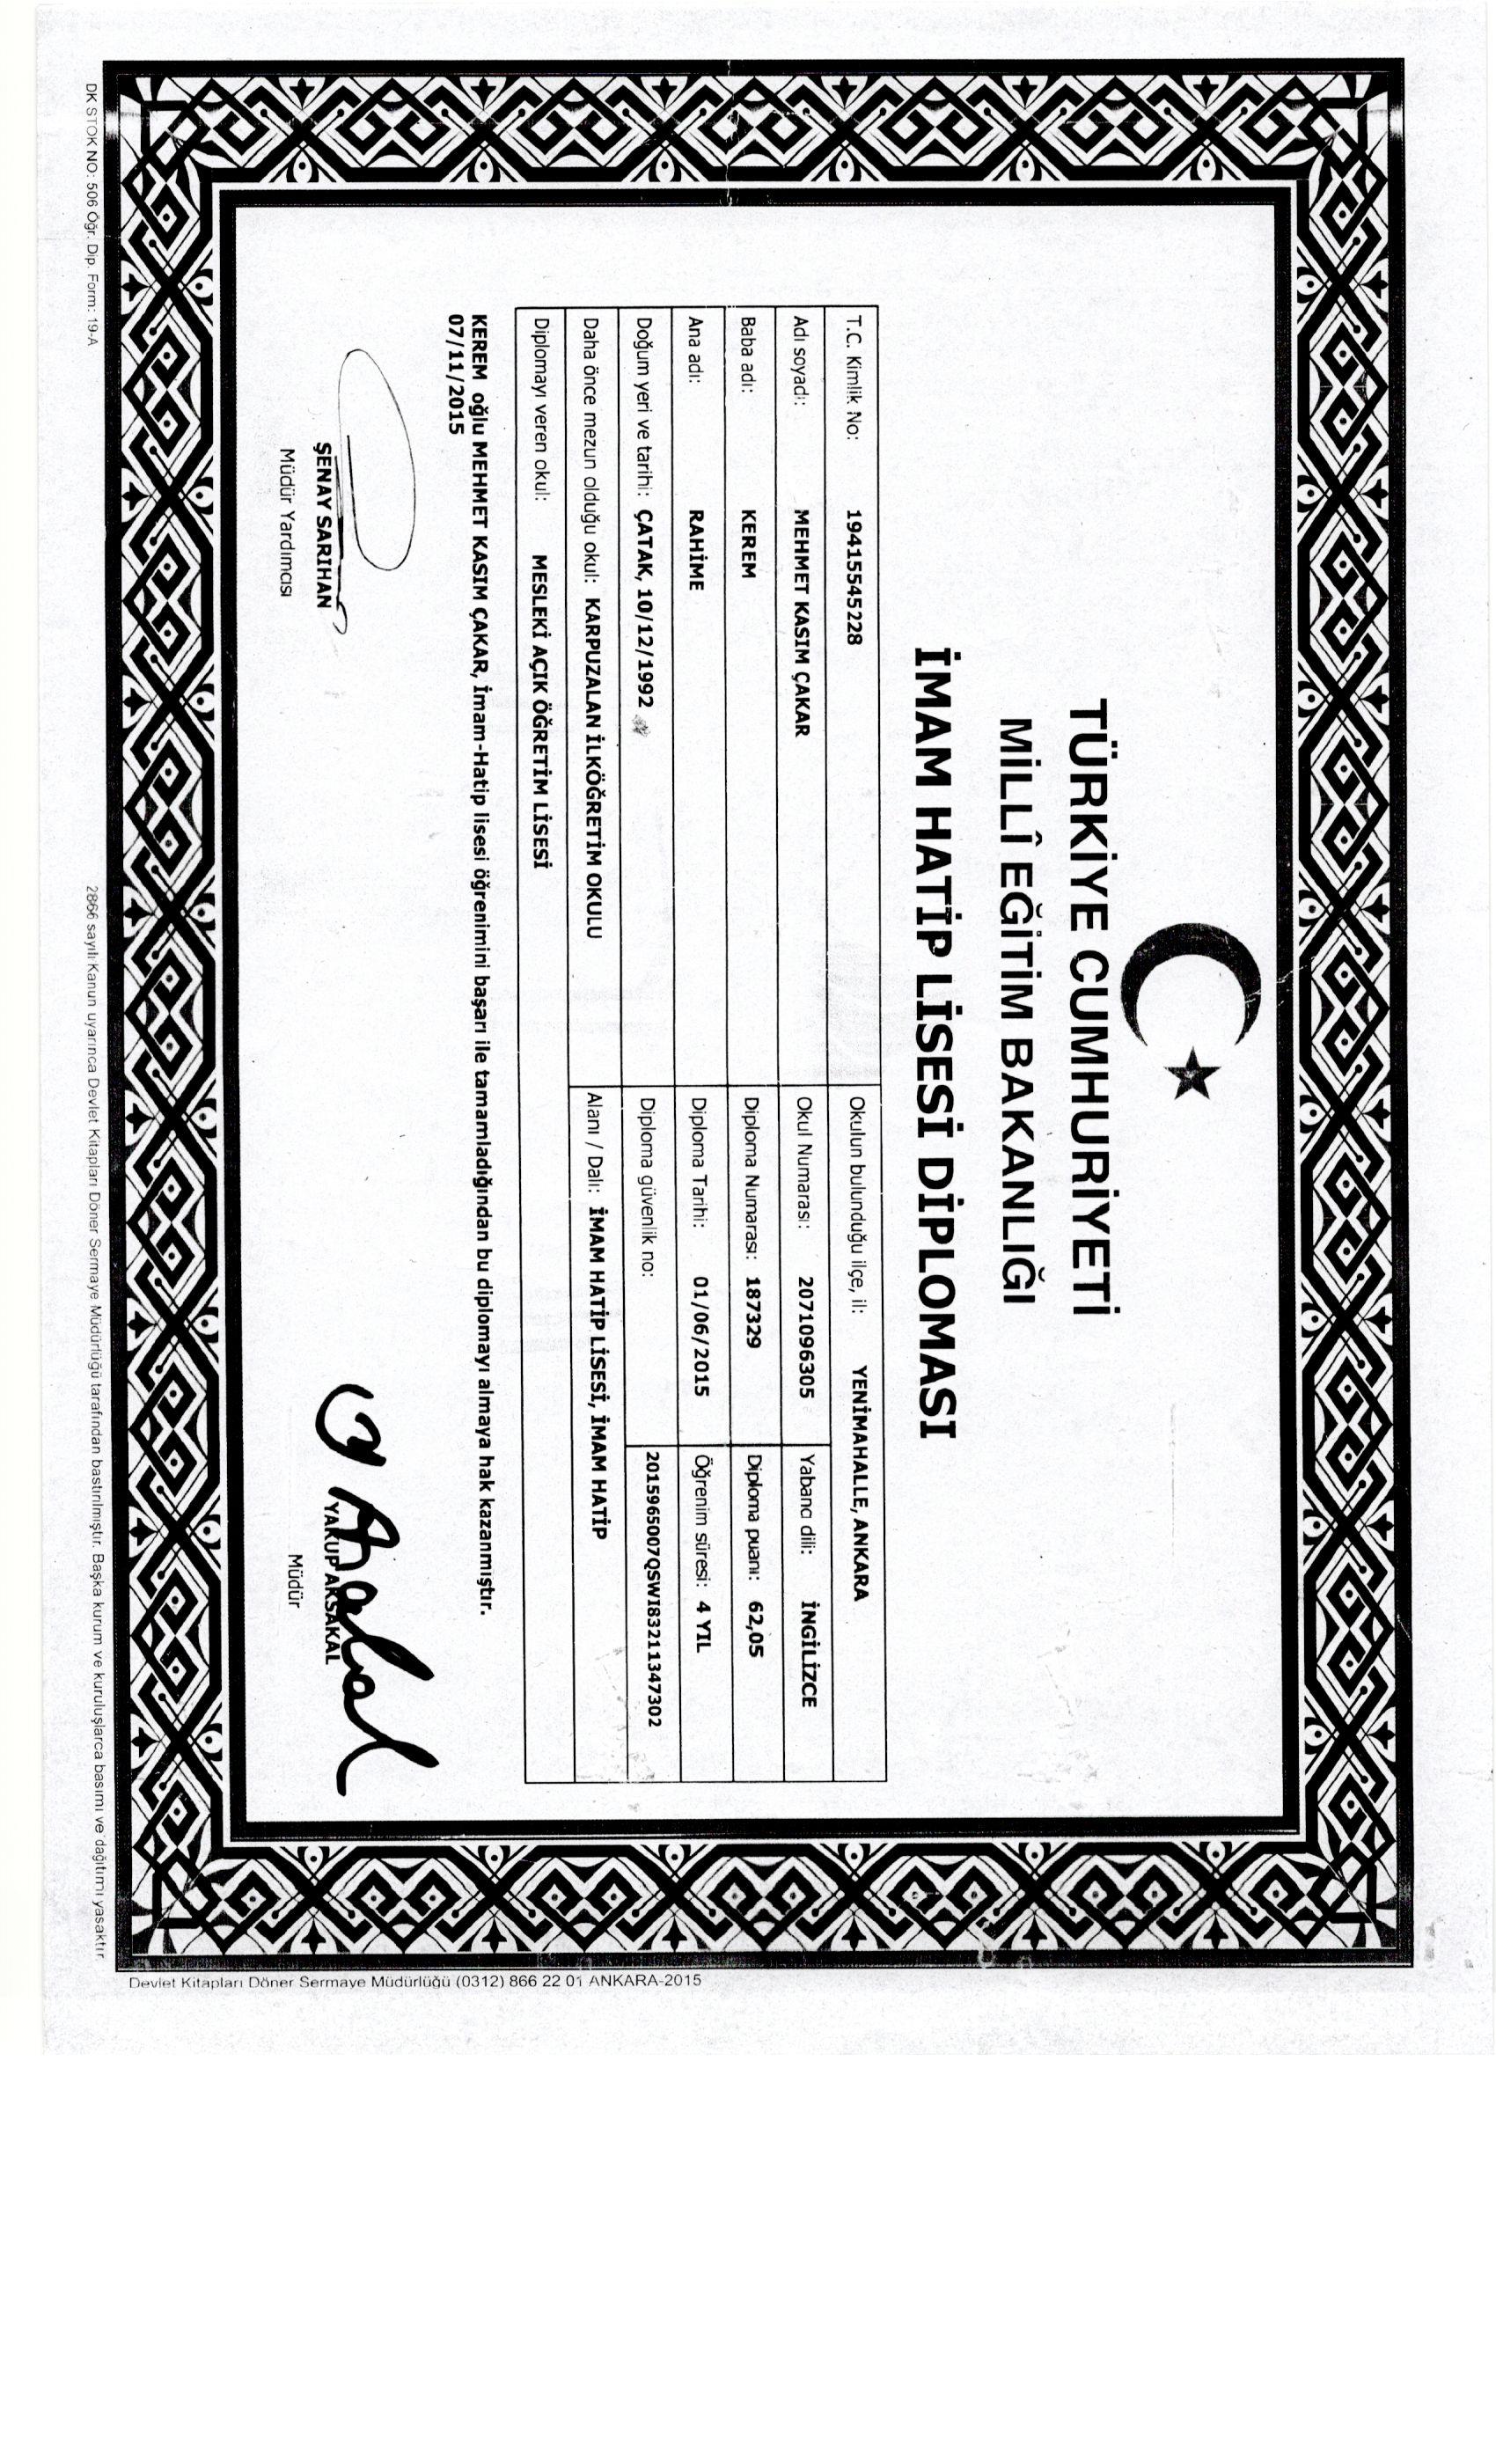 TÜRKİYE CUMHURİYETİ
MİLLÎ EĞİTİM BAKANLIĞI
İMAM HATİP LİSESİ DİPLOMASI
T.C. Kimlik No: 19415545228 Okulun bulunduğu ilçe, il: YENİMAHALLE, ANKARA
Adı soyadı: MEHMET KASIM ÇAKAR Okul Numarası: 2071096305 Yabancı dili: İNGİLİZCE
Baba adı: KEREM Diploma Numarası: 187329 Diploma puanı: 62,05
Ana adı: RAHİME Diploma Tarihi: 01/06/2015 Öğrenim süresi: 4 YIL
Doğum yeri ve tarihi: ÇATAK, 10/12/1992 Diploma güvenlik no: 2015965007QSWI83211347302
Daha önce mezun olduğu okul: KARPUZALAN İLKÖĞRETİM OKULU Alanı / Dalı: İMAM HATİP LİSESİ, İMAM HATİP
Diplomayı veren okul: MESLEKİ AÇIK ÖĞRETİM LİSESİ
KEREM oğlu MEHMET KASIM ÇAKAR, İmam-Hatip lisesi öğrenimini başarı ile tamamladığından bu diplomayı almaya hak kazanmıştır.
07/11/2015
ŞENAY SARIHAN YAKUP AKSAKAL
Müdür Yardımcısı Müdür
DK STOK NO: 506 Öğr. Dip. Form: 19-A 2866 sayılı Kanun uyarınca Devlet Kitapları Döner Sermaye Müdürlüğü tarafından bastırılmıştır. Başka kurum ve kuruluşlarca basımı ve dağıtımı yasaktır.
Devlet Kitapları Döner Sermaye Müdürlüğü (0312) 866 22 01 ANKARA-2015